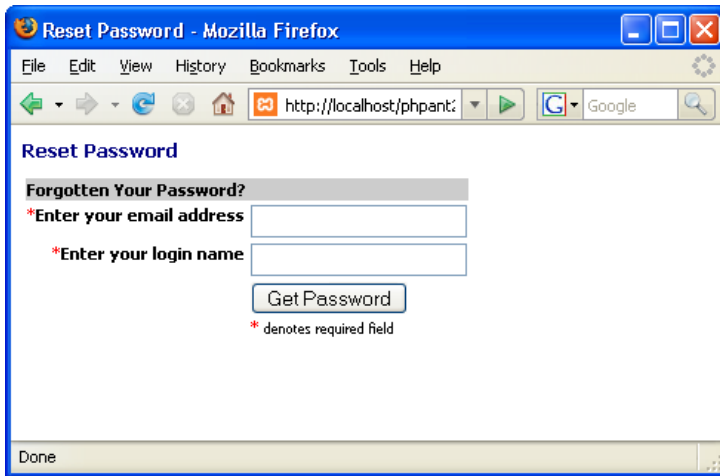 Reset Password - Mozilla Firefox
File Edit View History Bookmarks Tools Help
http://localhost/phpant2 G Google
Reset Password
Forgotten Your Password?
*Enter your email address
*Enter your login name
Get Password
* denotes required field
Done